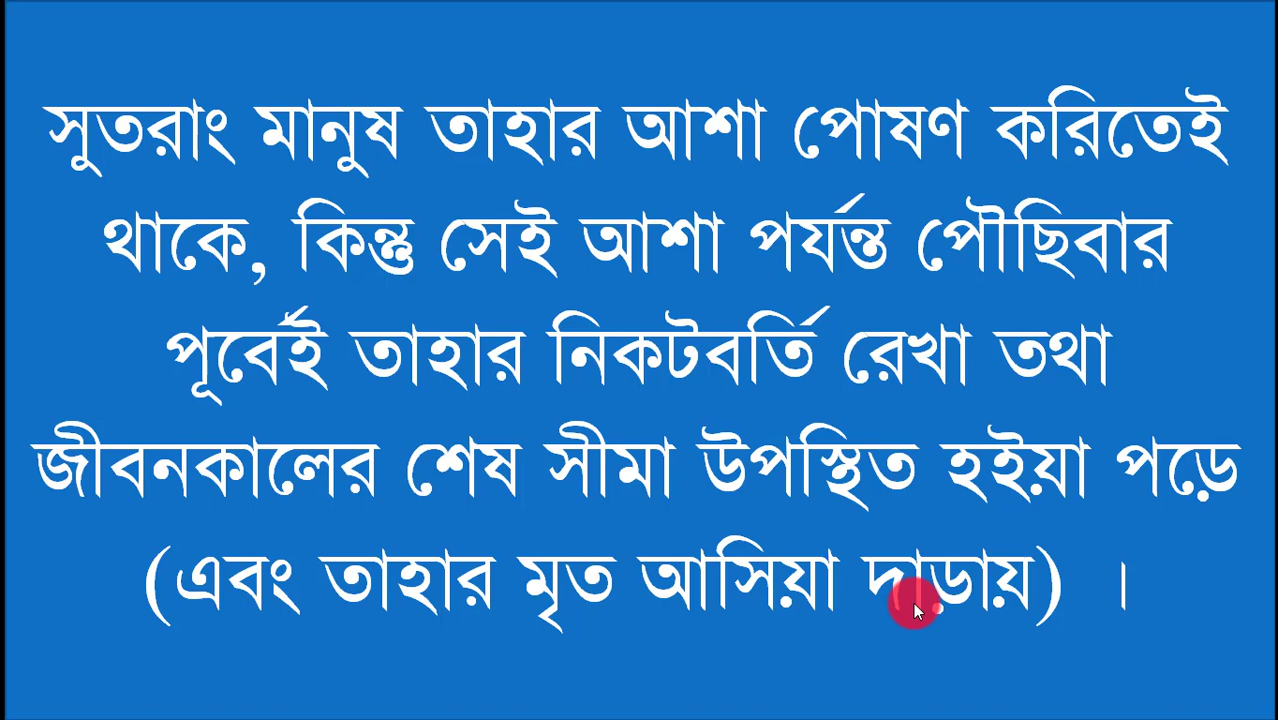 সুতরাং মানুষ তাহার আশা পোষণ করিতেই
থাকে, কিন্তু সেই আশা পর্যন্ত পৌছিবার
পূর্বেই তাহার নিকটবর্তি রেখা তথা
জীবনকালের শেষ সীমা উপস্থিত হইয়া পড়ে
(এবং তাহার মৃত আসিয়া দাড়ায়) ।